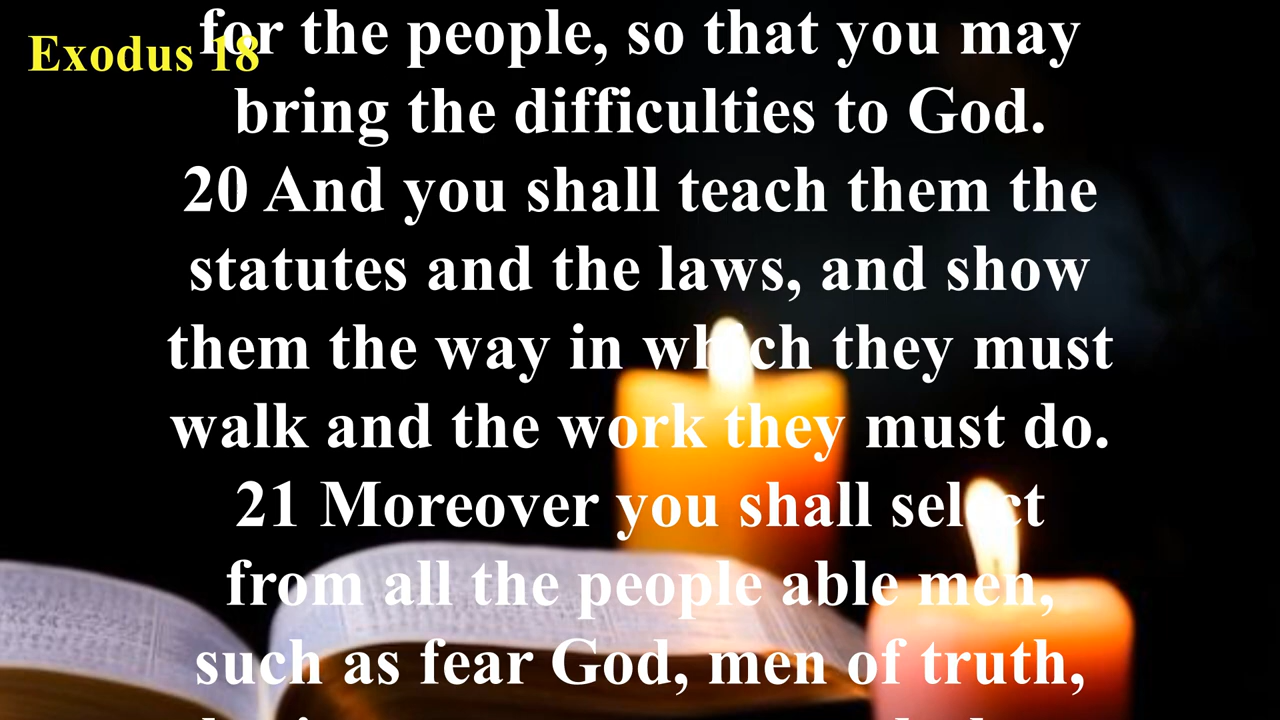 Exodus 18
for the people, so that you may
bring the difficulties to God.
20 And you shall teach them the
statutes and the laws, and show
them the way in which they must
walk and the work they must do.
21 Moreover you shall select
from all the people able men,
such as fear God, men of truth,